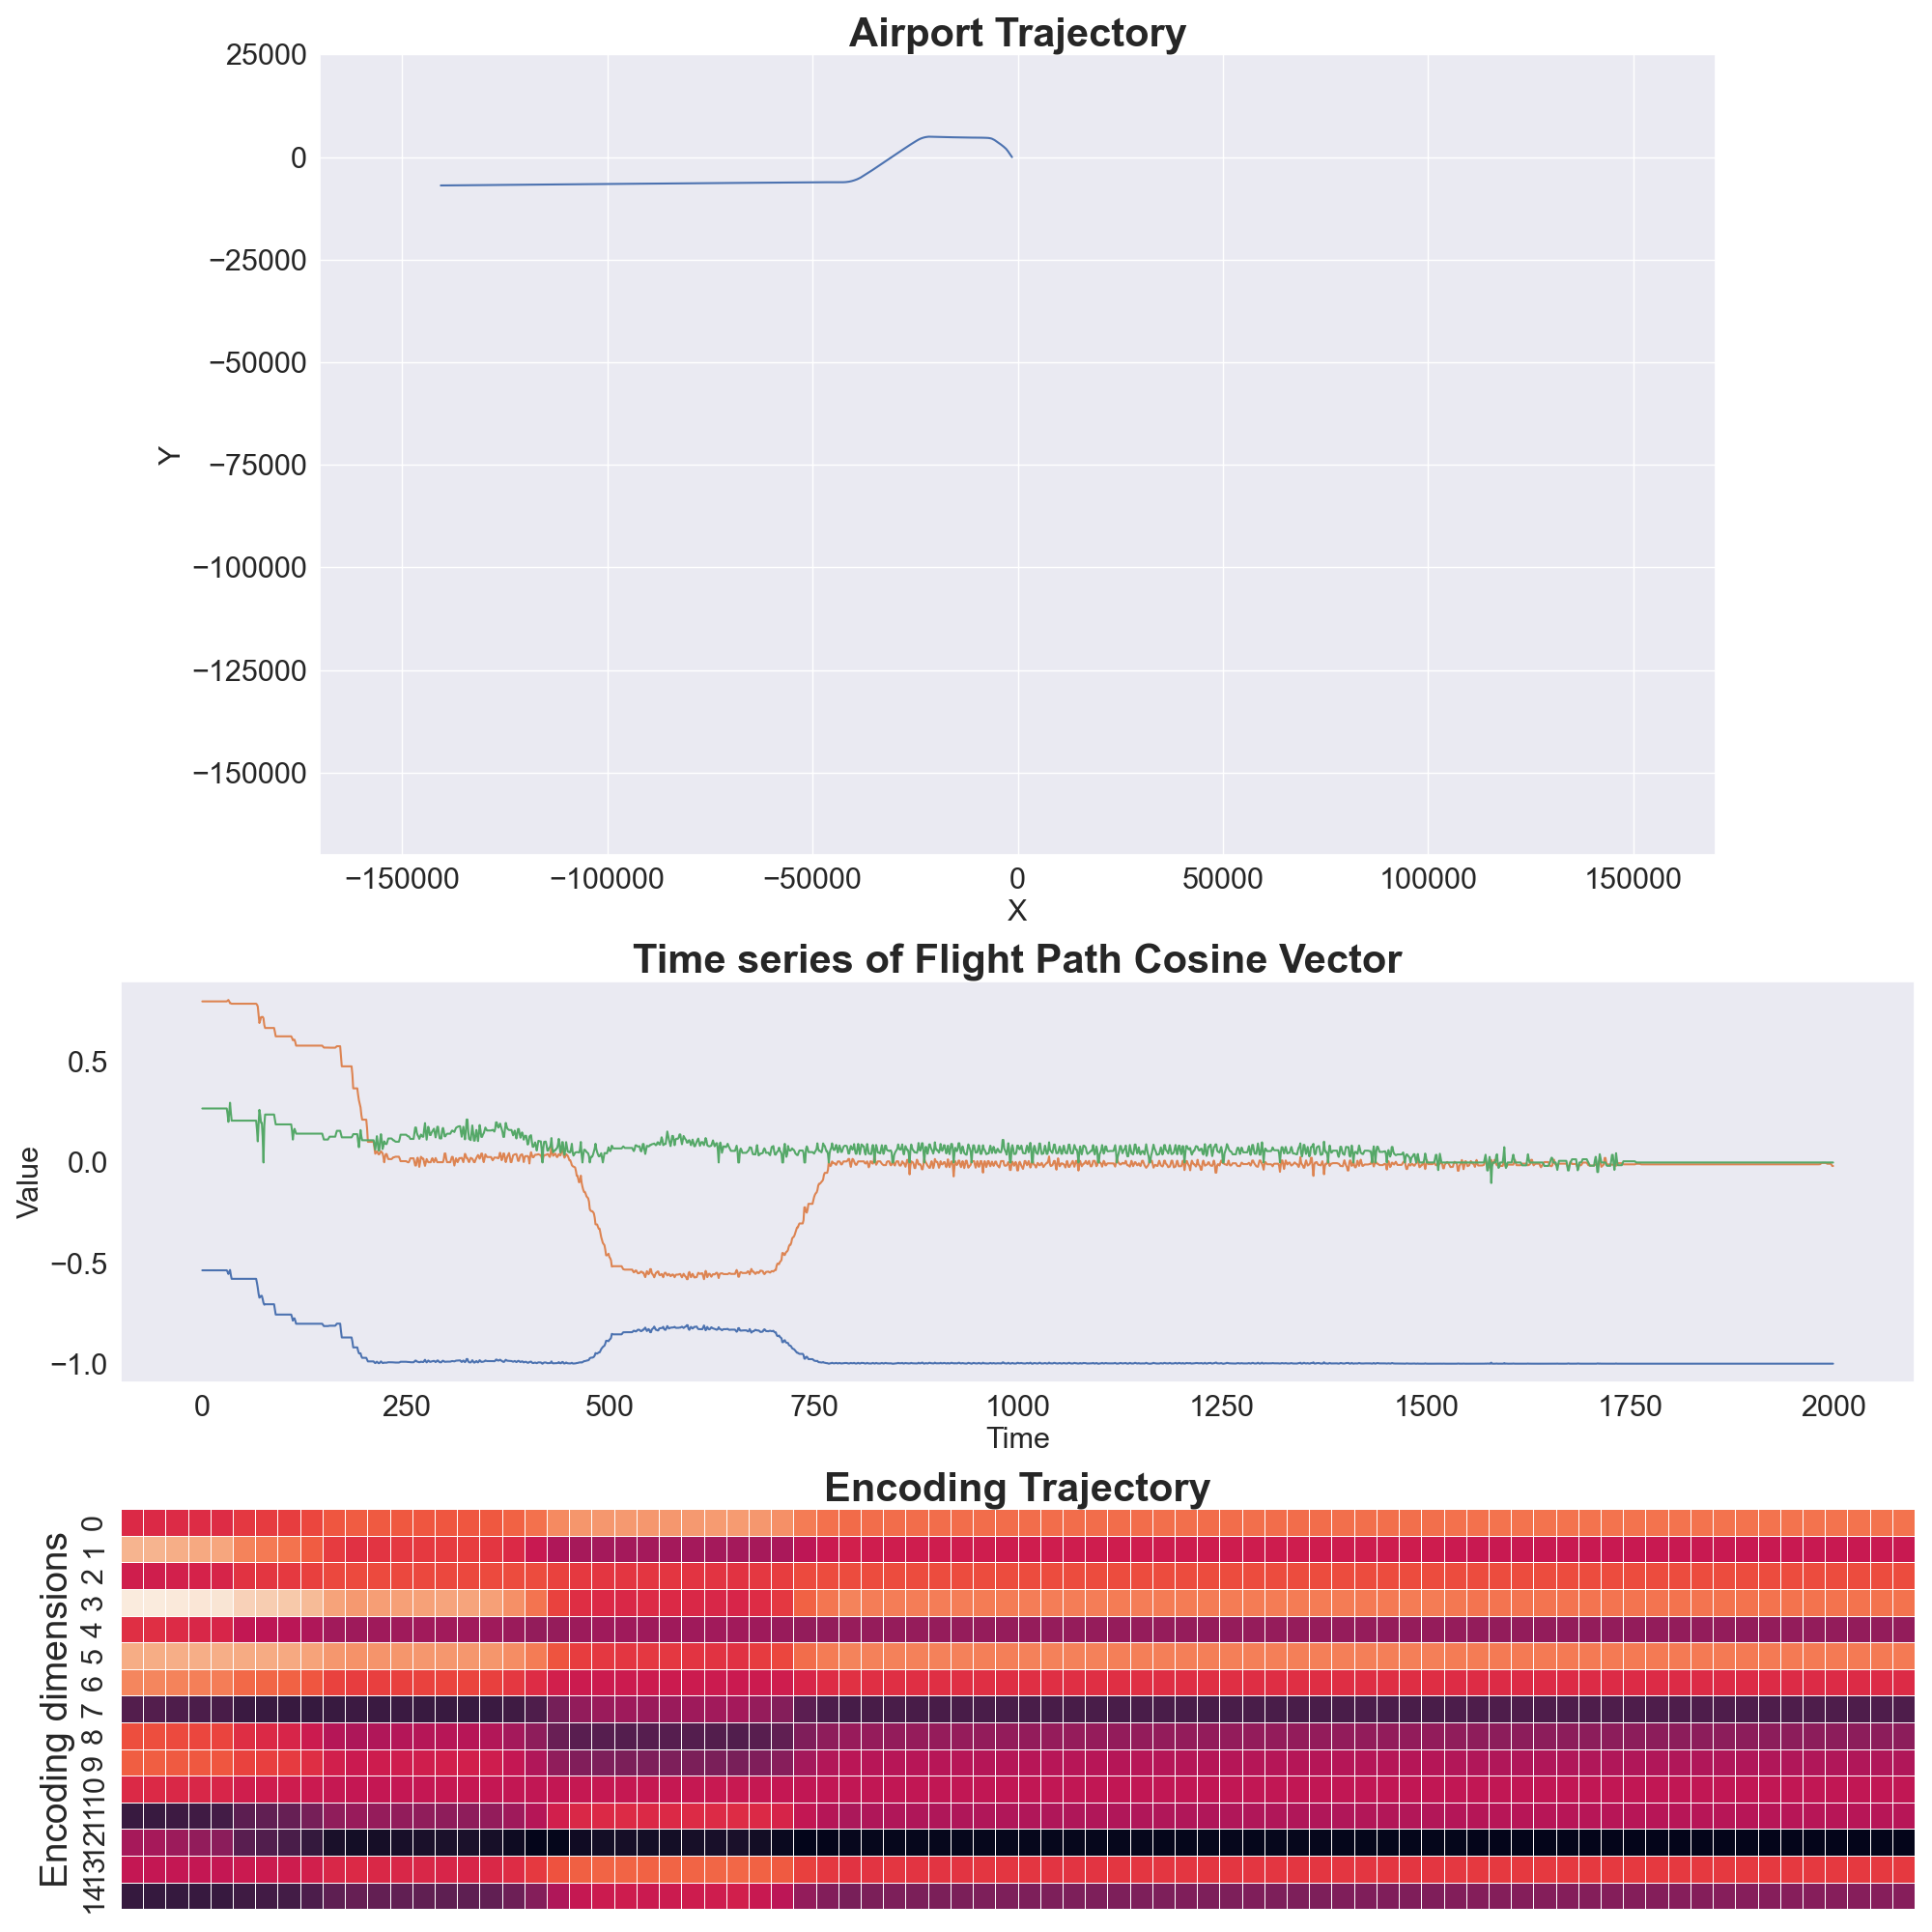 Airport Trajectory
25000
0
−25000
−50000
−75000
−100000
−125000
−150000
Y
−150000 −100000 −50000 0 50000 100000 150000
X
Time series of Flight Path Cosine Vector
0.5
0.0
−0.5
−1.0
Value
0 250 500 750 1000 1250 1500 1750 2000
Time
Encoding Trajectory
Encoding dimensions
0
1
2
3
4
5
6
7
8
9
10
11
12
13
14